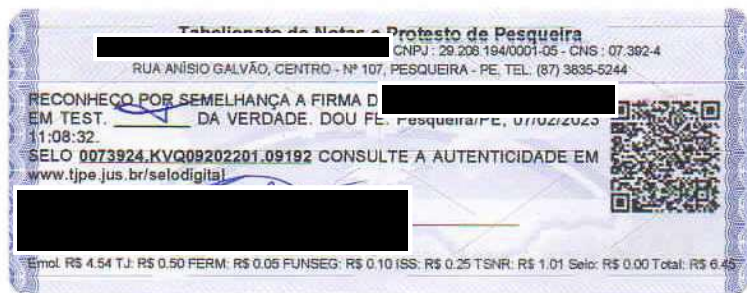 Tabelionato de Notas e Protesto de Pesqueira
CNPJ : 29.206 194/0001-05 - CNS : 07.392-4
RUA ANÍSIO GALVÃO, CENTRO - Nº 107, PESQUEIRA - PE, TEL: (87) 3835-5244
RECONHEÇO POR SEMELHANÇA A FIRMA D
EM TEST. ________ DA VERDADE. DOU FE. Pesqueira/PE, 07/02/2023
11:08:32.
SELO 0073924.KVQ09202201.09192 CONSULTE A AUTENTICIDADE EM
www.tjpe.jus.br/selodigital
Emol. R$ 4.54 TJ: R$ 0.50 FERM: R$ 0.05 FUNSEG: R$ 0.10 ISS: R$ 0.25 TSNR: R$ 1.01 Selo: R$ 0.00 Total: R$ 6.45